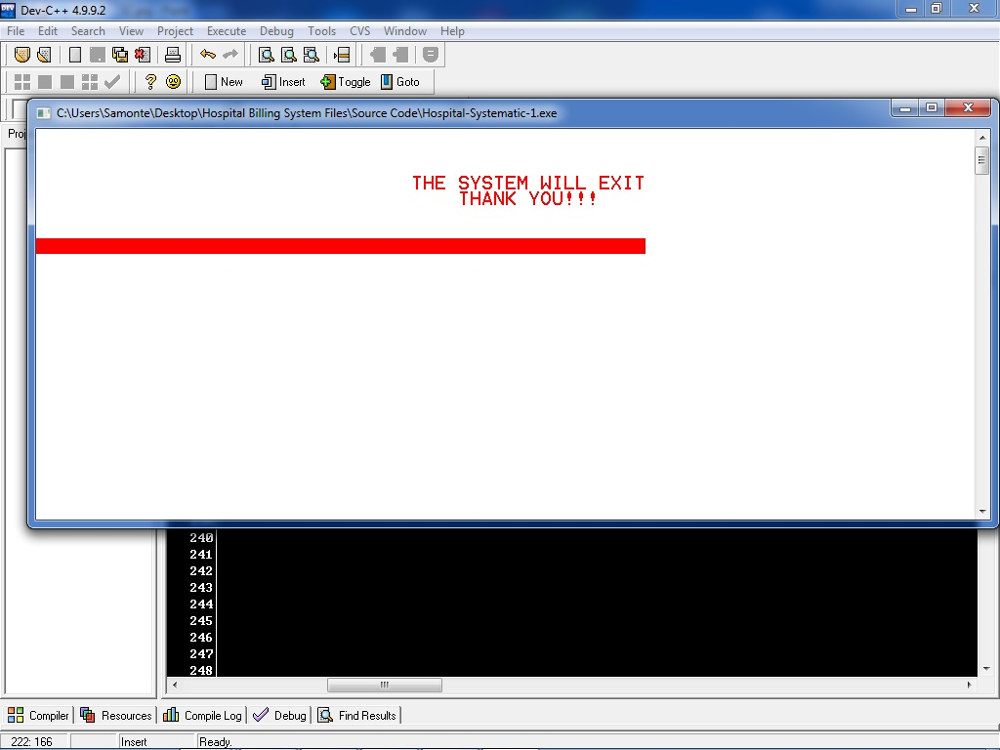 Dev-C++ 4.9.9.2
File Edit Search View Project Execute Debug Tools CVS Window Help
New Insert Toggle Goto
C:\Users\Samonte\Desktop\Hospital Billing System Files\Source Code\Hospital-Systematic-1.exe
Proj
THE SYSTEM WILL EXIT
THANK YOU!!!
240
241
242
243
244
245
246
247
248
Compiler Resources Compile Log Debug Find Results
222: 166 Insert Ready.